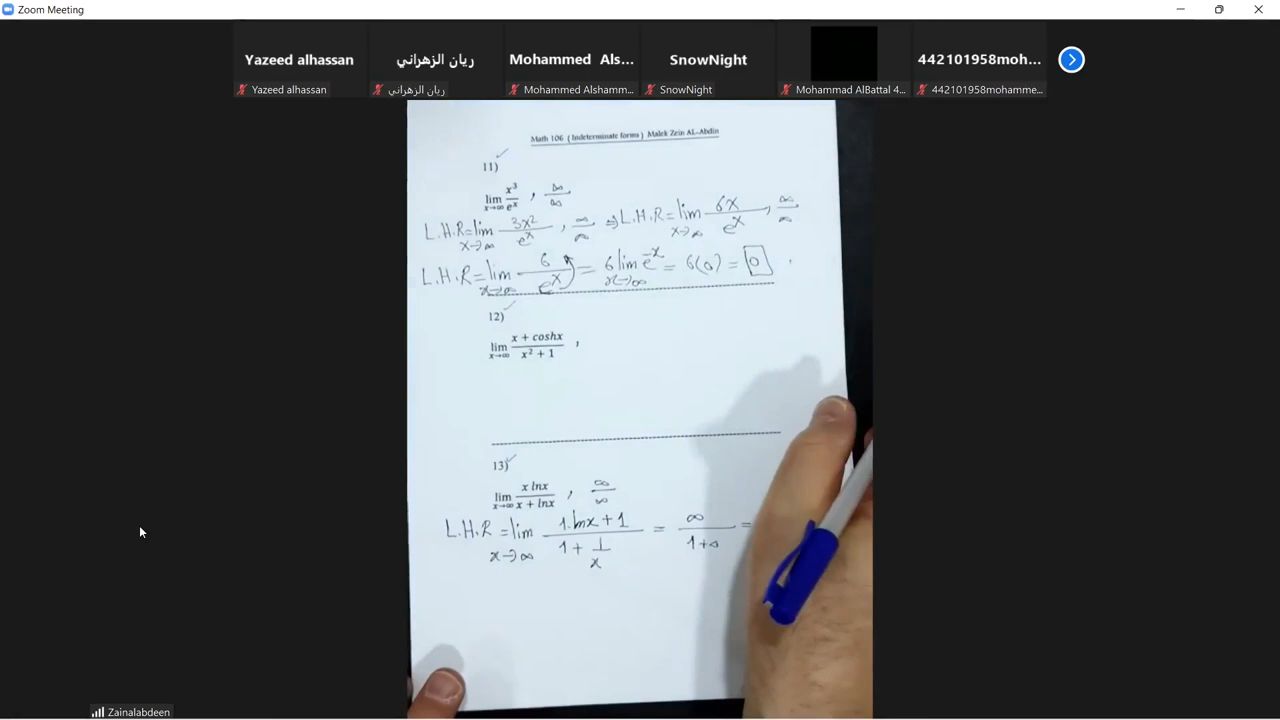 Zoom Meeting
Yazeed alhassan
ريان الزهراني
Mohammed Als...
SnowNight
442101958moh...
Yazeed alhassan
ريان الزهراني
Mohammed Alshamm...
SnowNight
Mohammad AlBattal 4...
442101958mohamme...
Math 106 ( Indeterminate forms ) Malek Zein AL-Abdin
11)
lim x→∞ x³/eˣ , ∞/∞
L.H.R = lim x→∞ 3x²/eˣ , ∞/∞ ⇒ L.H.R = lim x→∞ 6x/eˣ , ∞/∞
L.H.R = lim x→∞ 6/eˣ = 6 lim x→∞ e⁻ˣ = 6(0) = 0
12)
lim x→∞ (x + coshx)/(x² + 1) ,
13)
lim x→∞ (x lnx)/(x + lnx) , ∞/∞
L.H.R = lim x→∞ (1.lnx + 1)/(1 + 1/x) = ∞/(1+0) =
Zainalabdeen